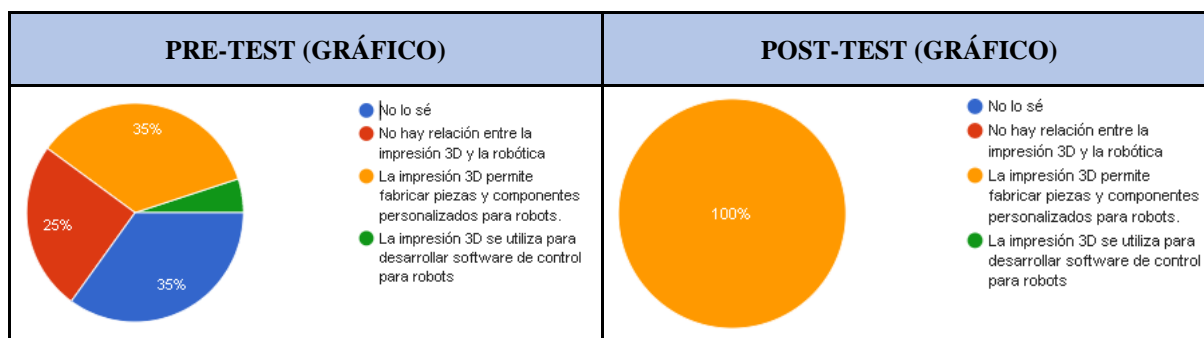 PRE-TEST (GRÁFICO)
POST-TEST (GRÁFICO)
35%
25%
35%
No lo sé
No hay relación entre la
impresión 3D y la robótica
La impresión 3D permite
fabricar piezas y componentes
personalizados para robots.
La impresión 3D se utiliza para
desarrollar software de control
para robots
100%
No lo sé
No hay relación entre la
impresión 3D y la robótica
La impresión 3D permite
fabricar piezas y componentes
personalizados para robots.
La impresión 3D se utiliza para
desarrollar software de control
para robots